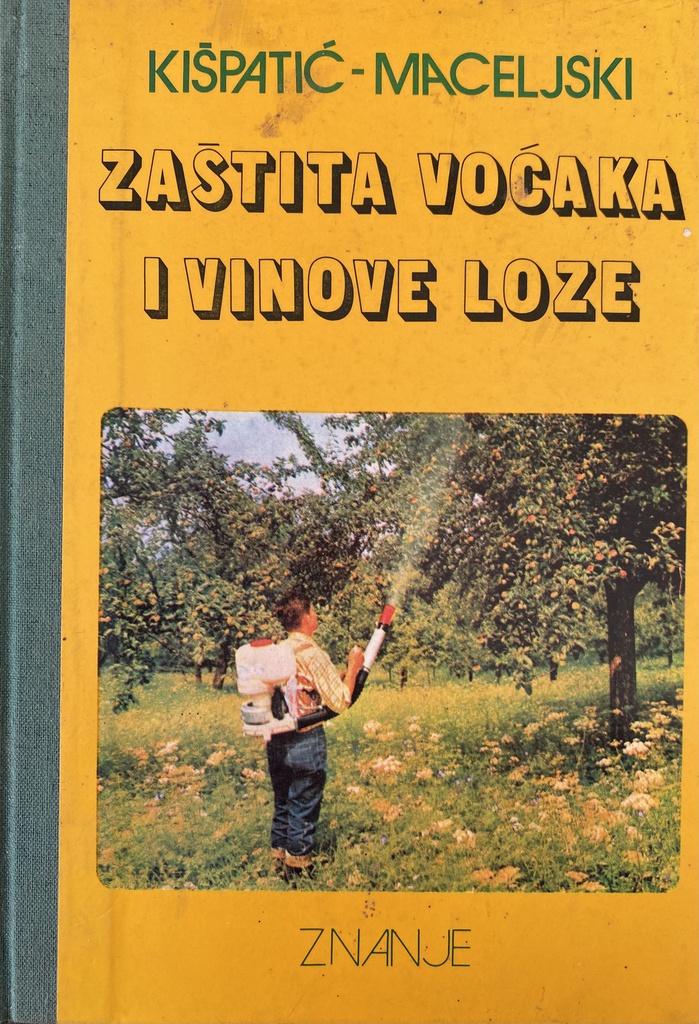 KIŠPATIĆ-MACELJSKI
ZAŠTITA VOĆAKA
I VINOVE LOZE
ZNANJE